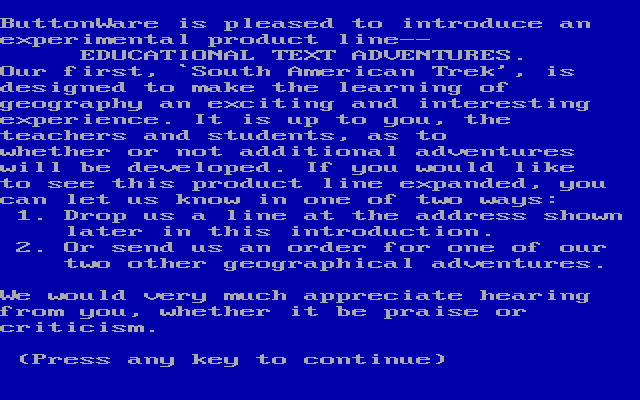 ButtonWare is pleased to introduce an
experimental product line--
EDUCATIONAL TEXT ADVENTURES.
Our first, `South American Trek', is
designed to make the learning of
geography an exciting and interesting
experience. It is up to you, the
teachers and students, as to
whether or not additional adventures
will be developed. If you would like
to see this product line expanded, you
can let us know in one of two ways:
1. Drop us a line at the address shown
later in this introduction.
2. Or send us an order for one of our
two other geographical adventures.
We would very much appreciate hearing
from you, whether it be praise or
criticism.
(Press any key to continue)